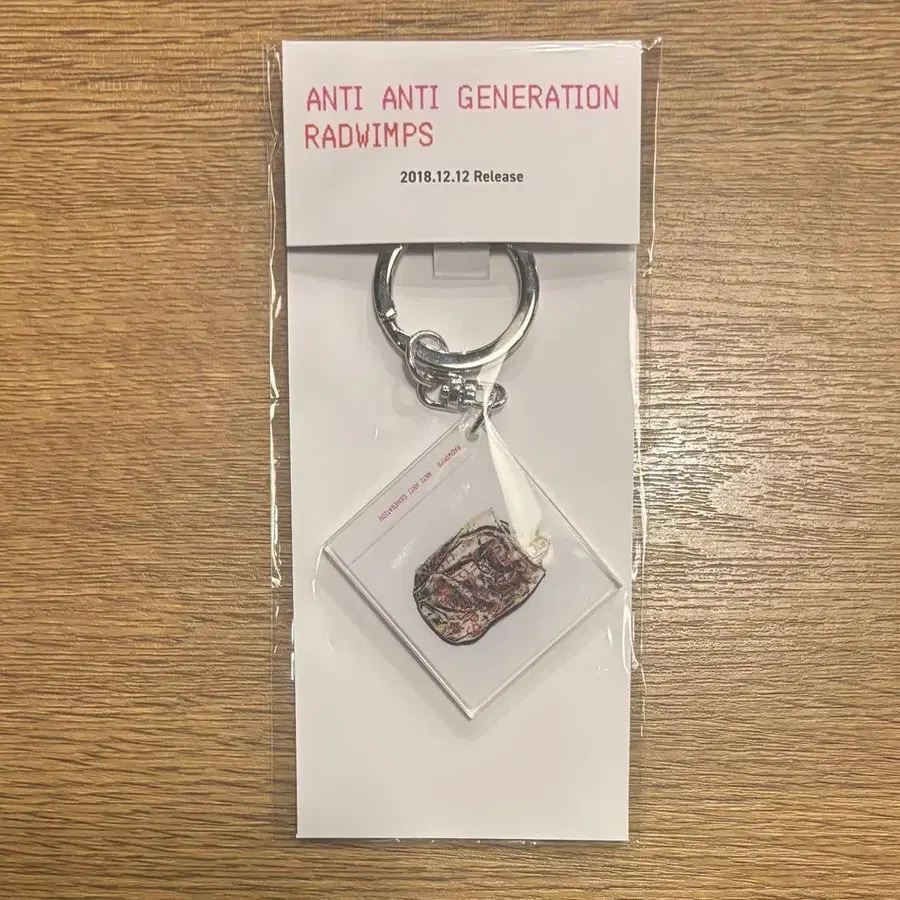 ANTI ANTI GENERATION
RADWIMPS
2018.12.12 Release
RADWIMPS ANTI ANTI GENERATION